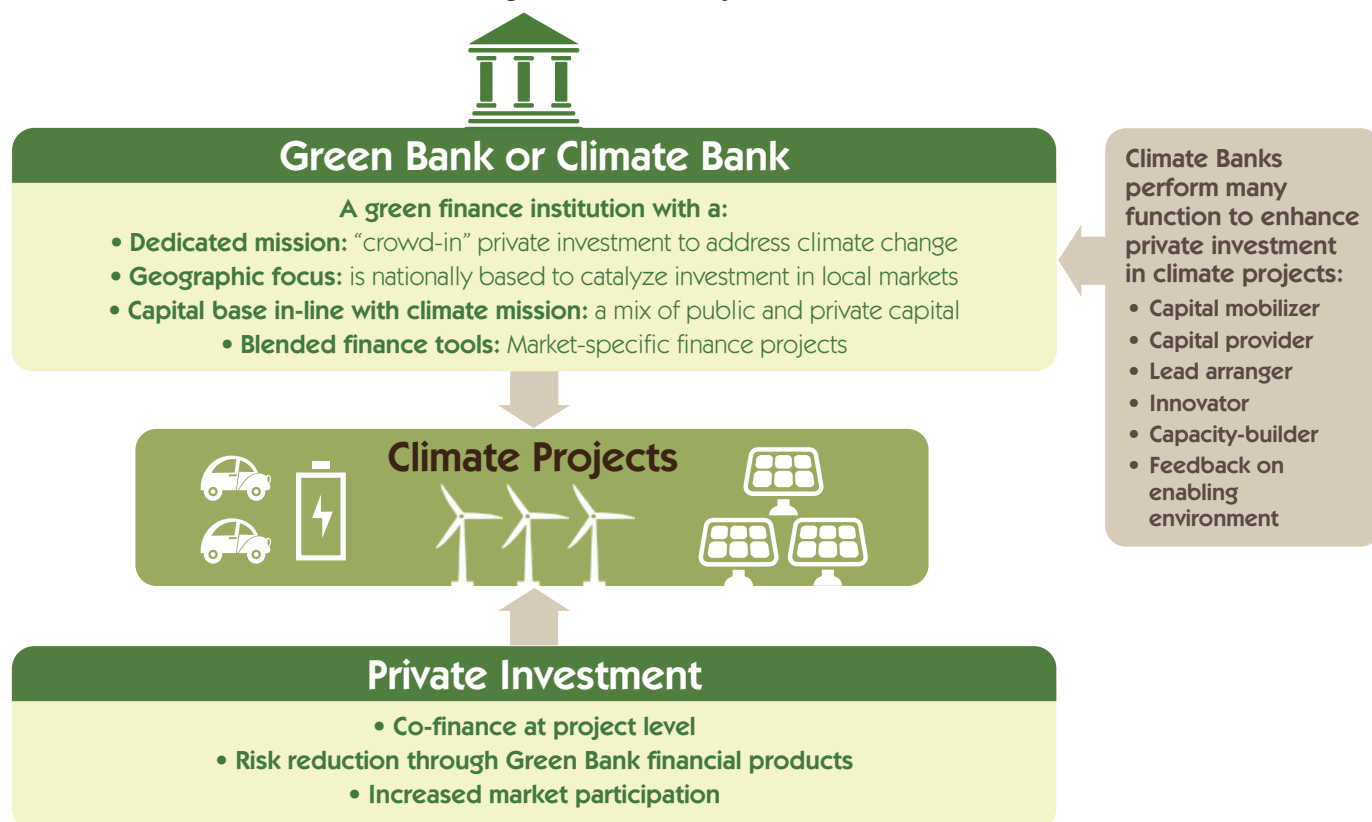 Green Bank or Climate Bank
A green finance institution with a:
• Dedicated mission: “crowd-in” private investment to address climate change
• Geographic focus: is nationally based to catalyze investment in local markets
• Capital base in-line with climate mission: a mix of public and private capital
• Blended finance tools: Market-specific finance projects
Climate Banks
perform many
function to enhance
private investment
in climate projects:
• Capital mobilizer
• Capital provider
• Lead arranger
• Innovator
• Capacity-builder
• Feedback on
enabling
environment
Climate Projects
Private Investment
• Co-finance at project level
• Risk reduction through Green Bank financial products
• Increased market participation